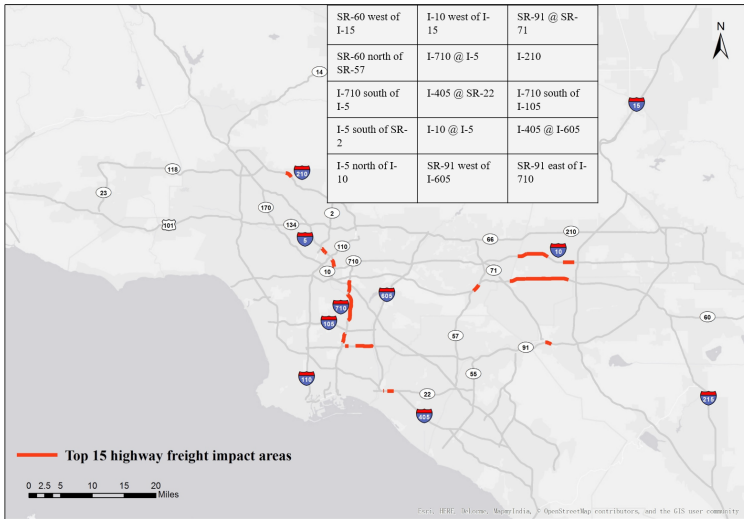 SR-60 west of
I-15
I-10 west of I-
15
SR-91 @ SR-
71
SR-60 north of
SR-57
I-710 @ I-5
I-210
I-710 south of
I-5
I-405 @ SR-22
I-710 south of
I-105
I-5 south of SR-
2
I-10 @ I-5
I-405 @ I-605
I-5 north of I-
10
SR-91 west of
I-605
SR-91 east of I-
710
N
14
15
118
210
23
170
2
101
134
5
110
66
210
10
710
10
71
605
710
105
60
57
91
110
55
22
405
215
Top 15 highway freight impact areas
0 2.5 5 10 15 20
Miles
Esri, HERE, DeLorme, MapmyIndia, © OpenStreetMap contributors, and the GIS user community